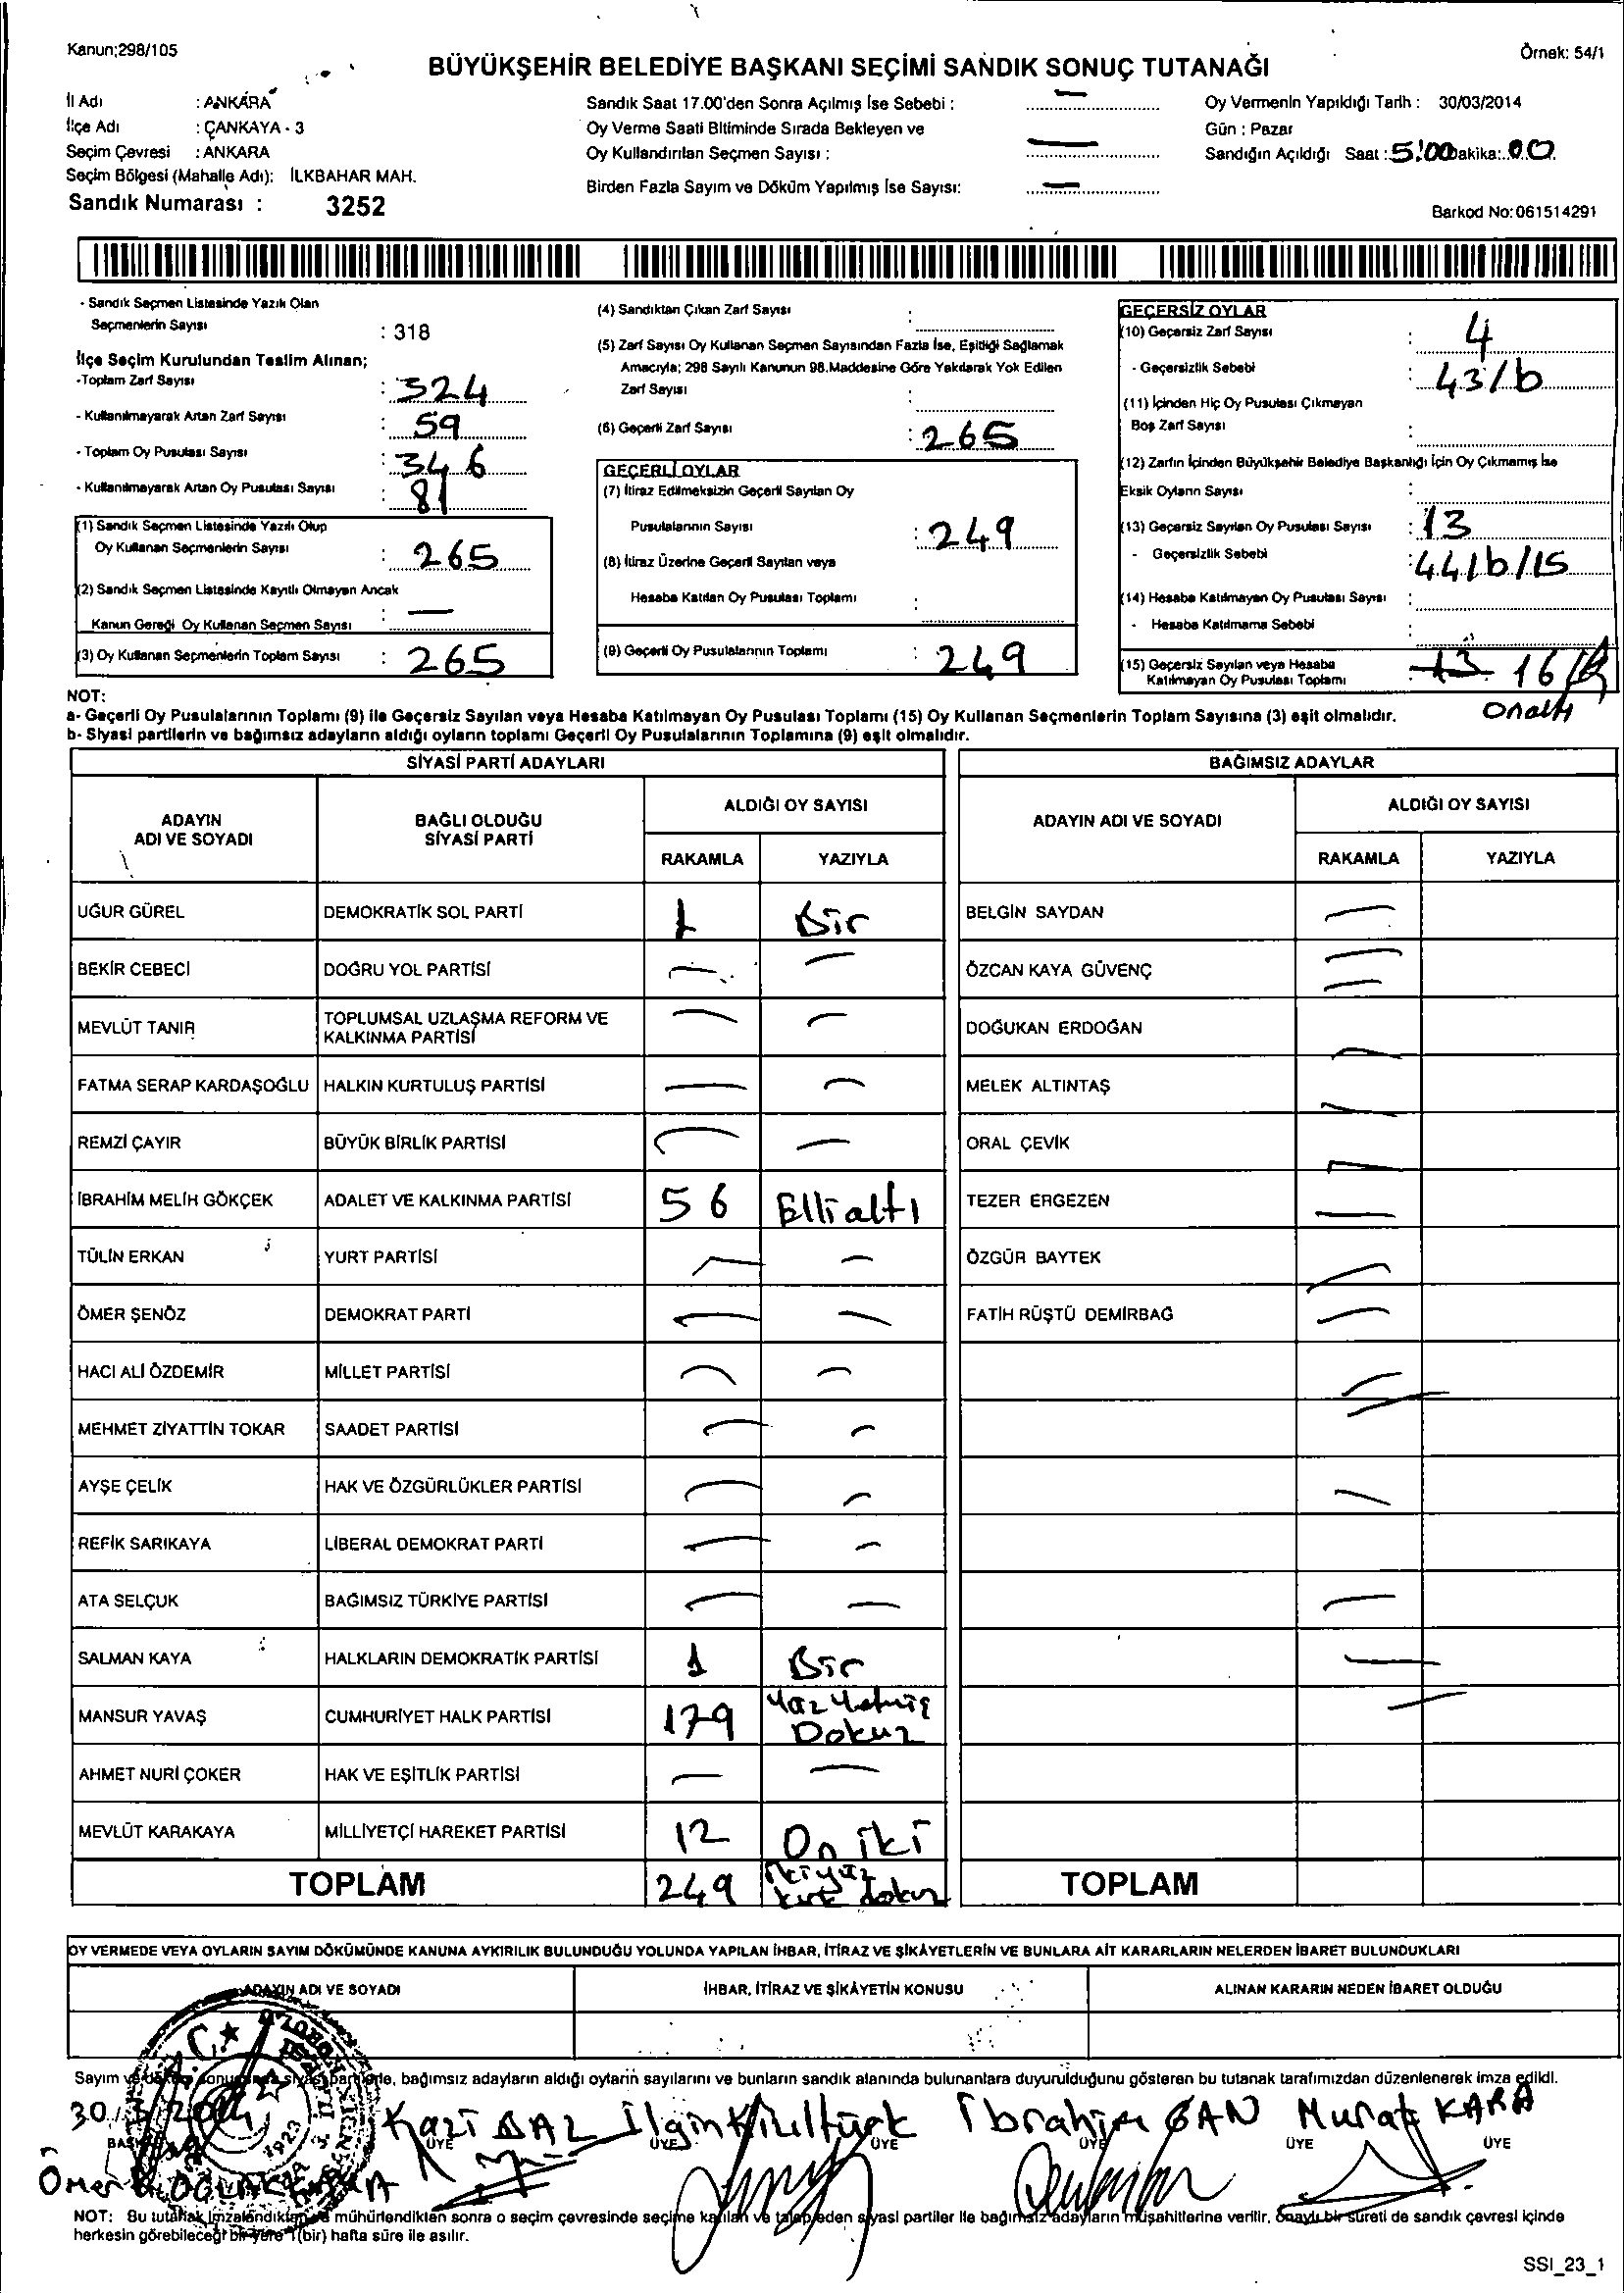 Kanun;298/105
Örnek: 54/1
BÜYÜKŞEHİR BELEDİYE BAŞKANI SEÇİMİ SANDIK SONUÇ TUTANAĞI
İl Adı : ANKARA
İlçe Adı : ÇANKAYA - 3
Seçim Çevresi : ANKARA
Seçim Bölgesi (Mahalle Adı): İLKBAHAR MAH.
Sandık Numarası : 3252
Sandık Saat 17.00'den Sonra Açılmış İse Sebebi : —
Oy Verme Saati Bitiminde Sırada Bekleyen ve
Oy Kullandırılan Seçmen Sayısı : —
Birden Fazla Sayım ve Döküm Yapılmış İse Sayısı: —
Oy Vermenin Yapıldığı Tarih : 30/03/2014
Gün : Pazar
Sandığın Açıldığı Saat : 5:00 Dakika: 00
Barkod No:061514291
- Sandık Seçmen Listesinde Yazılı Olan
Seçmenlerin Sayısı : 318
İlçe Seçim Kurulundan Teslim Alınan;
-Toplam Zarf Sayısı : 324
- Kullanılmayarak Artan Zarf Sayısı : 59
- Toplam Oy Pusulası Sayısı : 346
- Kullanılmayarak Artan Oy Pusulası Sayısı : 81
(1) Sandık Seçmen Listesinde Yazılı Olup
Oy Kullanan Seçmenlerin Sayısı : 265
(2) Sandık Seçmen Listesinde Kayıtlı Olmayan Ancak
Kanun Gereği Oy Kullanan Seçmen Sayısı : —
(3) Oy Kullanan Seçmenlerin Toplam Sayısı : 265
(4) Sandıktan Çıkan Zarf Sayısı :
(5) Zarf Sayısı Oy Kullanan Seçmen Sayısından Fazla İse, Eşitliği Sağlamak
Amacıyla; 298 Sayılı Kanunun 98.Maddesine Göre Yakılarak Yok Edilen
Zarf Sayısı :
(6) Geçerli Zarf Sayısı : 265
GEÇERLİ OYLAR
(7) İtiraz Edilmeksizin Geçerli Sayılan Oy
Pusulalarının Sayısı : 249
(8) İtiraz Üzerine Geçerli Sayılan veya
Hesaba Katılan Oy Pusulası Toplamı :
(9) Geçerli Oy Pusulalarının Toplamı : 249
GEÇERSİZ OYLAR
(10) Geçersiz Zarf Sayısı : 4
- Geçersizlik Sebebi : 43/b
(11) İçinden Hiç Oy Pusulası Çıkmayan
Boş Zarf Sayısı :
(12) Zarfın İçinden Büyükşehir Belediye Başkanlığı İçin Oy Çıkmamış İse
Eksik Oyların Sayısı :
(13) Geçersiz Sayılan Oy Pusulası Sayısı : 13
- Geçersizlik Sebebi : 44/b/15
(14) Hesaba Katılmayan Oy Pusulası Sayısı :
- Hesaba Katılmama Sebebi :
(15) Geçersiz Sayılan veya Hesaba
Katılmayan Oy Pusulası Toplamı : 13 16
Onaltı
NOT:
a- Geçerli Oy Pusulalarının Toplamı (9) ile Geçersiz Sayılan veya Hesaba Katılmayan Oy Pusulası Toplamı (15) Oy Kullanan Seçmenlerin Toplam Sayısına (3) eşit olmalıdır.
b- Siyasi partilerin ve bağımsız adayların aldığı oyların toplamı Geçerli Oy Pusulalarının Toplamına (9) eşit olmalıdır.
SİYASİ PARTİ ADAYLARI
BAĞIMSIZ ADAYLAR
ADAYIN
ADI VE SOYADI
BAĞLI OLDUĞU
SİYASİ PARTİ
ALDIĞI OY SAYISI
RAKAMLA YAZIYLA
ADAYIN ADI VE SOYADI
ALDIĞI OY SAYISI
RAKAMLA YAZIYLA
UĞUR GÜREL DEMOKRATİK SOL PARTİ 1 Bir BELGİN SAYDAN —
BEKİR CEBECİ DOĞRU YOL PARTİSİ — — ÖZCAN KAYA GÜVENÇ —
MEVLÜT TANIR TOPLUMSAL UZLAŞMA REFORM VE
KALKINMA PARTİSİ — — DOĞUKAN ERDOĞAN —
FATMA SERAP KARDAŞOĞLU HALKIN KURTULUŞ PARTİSİ — — MELEK ALTINTAŞ —
REMZİ ÇAYIR BÜYÜK BİRLİK PARTİSİ — — ORAL ÇEVİK —
İBRAHİM MELİH GÖKÇEK ADALET VE KALKINMA PARTİSİ 56 Elli altı TEZER ERGEZEN —
TÜLİN ERKAN YURT PARTİSİ — — ÖZGÜR BAYTEK —
ÖMER ŞENÖZ DEMOKRAT PARTİ — — FATİH RÜŞTÜ DEMİRBAĞ —
HACI ALİ ÖZDEMİR MİLLET PARTİSİ — — —
MEHMET ZİYATTİN TOKAR SAADET PARTİSİ — — —
AYŞE ÇELİK HAK VE ÖZGÜRLÜKLER PARTİSİ — — —
REFİK SARIKAYA LİBERAL DEMOKRAT PARTİ — —
ATA SELÇUK BAĞIMSIZ TÜRKİYE PARTİSİ — — —
SALMAN KAYA HALKLARIN DEMOKRATİK PARTİSİ 1 Bir —
MANSUR YAVAŞ CUMHURİYET HALK PARTİSİ 179 Yüz Yetmiş
Dokuz —
AHMET NURİ ÇOKER HAK VE EŞİTLİK PARTİSİ — —
MEVLÜT KARAKAYA MİLLİYETÇİ HAREKET PARTİSİ 12 On iki
TOPLAM 249 ikiyüz
kırk dokuz TOPLAM
OY VERMEDE VEYA OYLARIN SAYIM DÖKÜMÜNDE KANUNA AYKIRILIK BULUNDUĞU YOLUNDA YAPILAN İHBAR, İTİRAZ VE ŞİKAYETLERİN VE BUNLARA AİT KARARLARIN NELERDEN İBARET BULUNDUKLARI
ADAYIN ADI VE SOYADI İHBAR, İTİRAZ VE ŞİKAYETİN KONUSU ALINAN KARARIN NEDEN İBARET OLDUĞU
Sayım ve döküm sonucunda siyasi partilerle, bağımsız adayların aldığı oyların sayılarını ve bunların sandık alanında bulunanlara duyurulduğunu gösteren bu tutanak tarafımızdan düzenlenerek imza edildi.
30/3/2014 Kazi BAL Ilgın Kızıltürk İbrahim CAN Murat KARA
ÜYE ÜYE ÜYE ÜYE ÜYE ÜYE
Ömer
T.C. 1923
NOT: Bu tutanak imzalandıktan ve mühürlendikten sonra o seçim çevresinde seçime katılan ve talep eden siyasi partiler ile bağımsız adayların müşahitlerine verilir, onaylı bir sureti de sandık çevresi içinde
herkesin görebileceği bir yere 1(bir) hafta süre ile asılır.
SSI_23_1